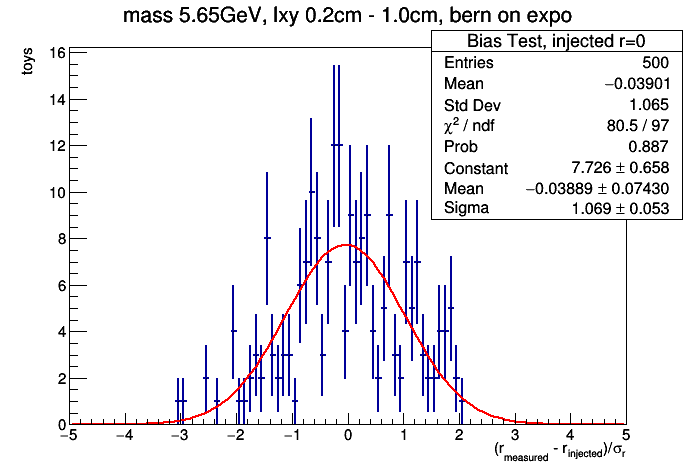 mass 5.65GeV, lxy 0.2cm - 1.0cm, bern on expo
toys
Bias Test, injected r=0
Entries 500
Mean −0.03901
Std Dev 1.065
χ² / ndf 80.5 / 97
Prob 0.887
Constant 7.726 ± 0.658
Mean −0.03889 ± 0.07430
Sigma 1.069 ± 0.053
16
14
12
10
8
6
4
2
0
−5 −4 −3 −2 −1 0 1 2 3 4 5
(r_measured - r_injected)/σ_r